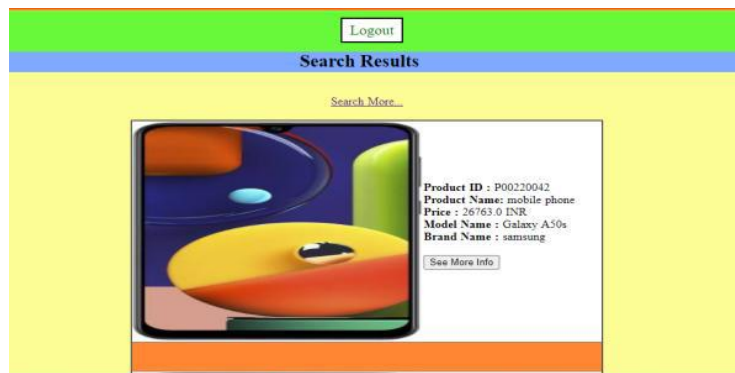 Logout
Search Results
Search More...
Product ID : P00220042
Product Name: mobile phone
Price : 26763.0 INR
Model Name : Galaxy A50s
Brand Name : samsung
See More Info